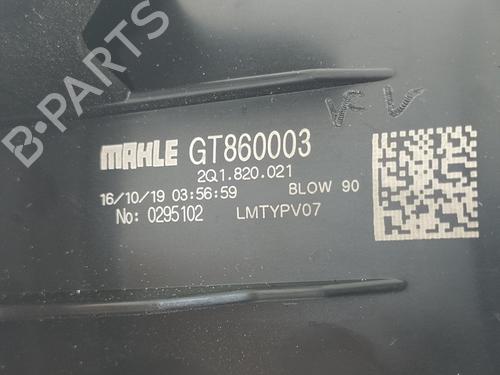 B-PARTS
MAHLE GT860003
2Q1.820.021
16/10/19 03:56:59 BLOW 90
No: 0295102 LMTYPV07